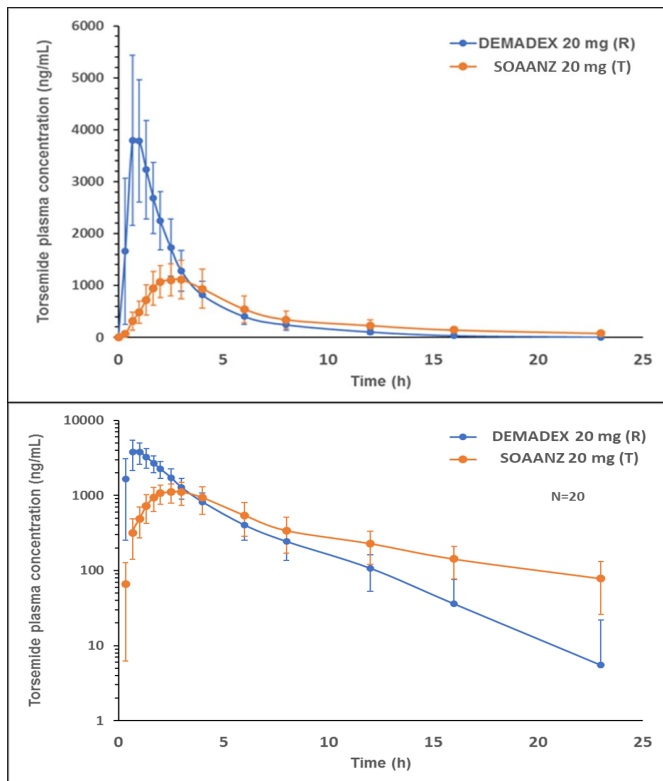 Torsemide plasma concentration (ng/mL)
6000
5000
4000
3000
2000
1000
0
DEMADEX 20 mg (R)
SOAANZ 20 mg (T)
0 5 10 15 20 25
Time (h)
Torsemide plasma concentration (ng/mL)
10000
1000
100
10
1
DEMADEX 20 mg (R)
SOAANZ 20 mg (T)
N=20
0 5 10 15 20 25
Time (h)